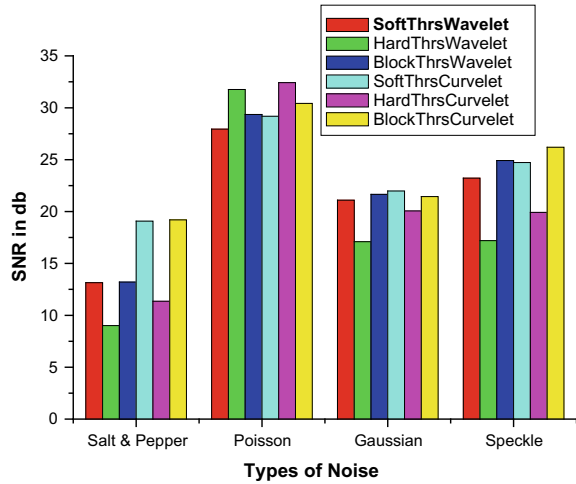 SoftThrsWavelet
HardThrsWavelet
BlockThrsWavelet
SoftThrsCurvelet
HardThrsCurvelet
BlockThrsCurvelet
SNR in db
35
30
25
20
15
10
5
0
Salt & Pepper Poisson Gaussian Speckle
Types of Noise